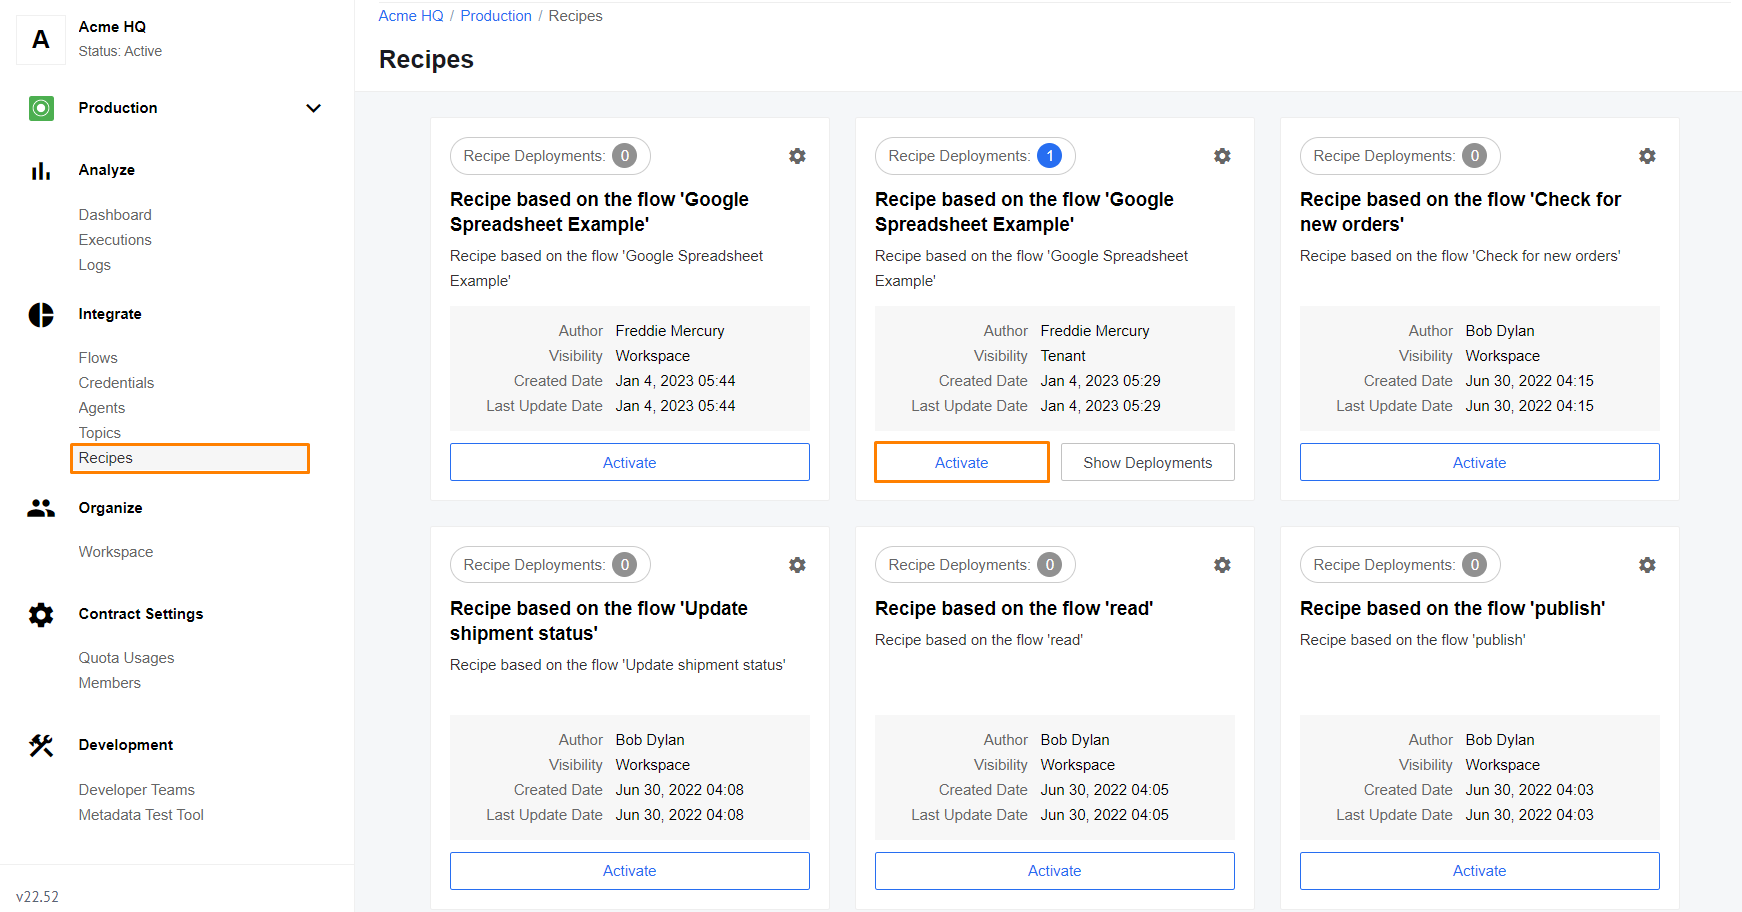 A
Acme HQ
Status: Active
Production
Analyze
Dashboard
Executions
Logs
Integrate
Flows
Credentials
Agents
Topics
Recipes
Organize
Workspace
Contract Settings
Quota Usages
Members
Development
Developer Teams
Metadata Test Tool
v22.52
Acme HQ / Production / Recipes
Recipes
Recipe Deployments: 0
Recipe based on the flow 'Google
Spreadsheet Example'
Recipe based on the flow 'Google Spreadsheet
Example'
Author Freddie Mercury
Visibility Workspace
Created Date Jan 4, 2023 05:44
Last Update Date Jan 4, 2023 05:44
Activate
Recipe Deployments: 1
Recipe based on the flow 'Google
Spreadsheet Example'
Recipe based on the flow 'Google Spreadsheet
Example'
Author Freddie Mercury
Visibility Tenant
Created Date Jan 4, 2023 05:29
Last Update Date Jan 4, 2023 05:29
Activate Show Deployments
Recipe Deployments: 0
Recipe based on the flow 'Check for
new orders'
Recipe based on the flow 'Check for new orders'
Author Bob Dylan
Visibility Workspace
Created Date Jun 30, 2022 04:15
Last Update Date Jun 30, 2022 04:15
Activate
Recipe Deployments: 0
Recipe based on the flow 'Update
shipment status'
Recipe based on the flow 'Update shipment status'
Author Bob Dylan
Visibility Workspace
Created Date Jun 30, 2022 04:08
Last Update Date Jun 30, 2022 04:08
Activate
Recipe Deployments: 0
Recipe based on the flow 'read'
Recipe based on the flow 'read'
Author Bob Dylan
Visibility Workspace
Created Date Jun 30, 2022 04:05
Last Update Date Jun 30, 2022 04:05
Activate
Recipe Deployments: 0
Recipe based on the flow 'publish'
Recipe based on the flow 'publish'
Author Bob Dylan
Visibility Workspace
Created Date Jun 30, 2022 04:03
Last Update Date Jun 30, 2022 04:03
Activate